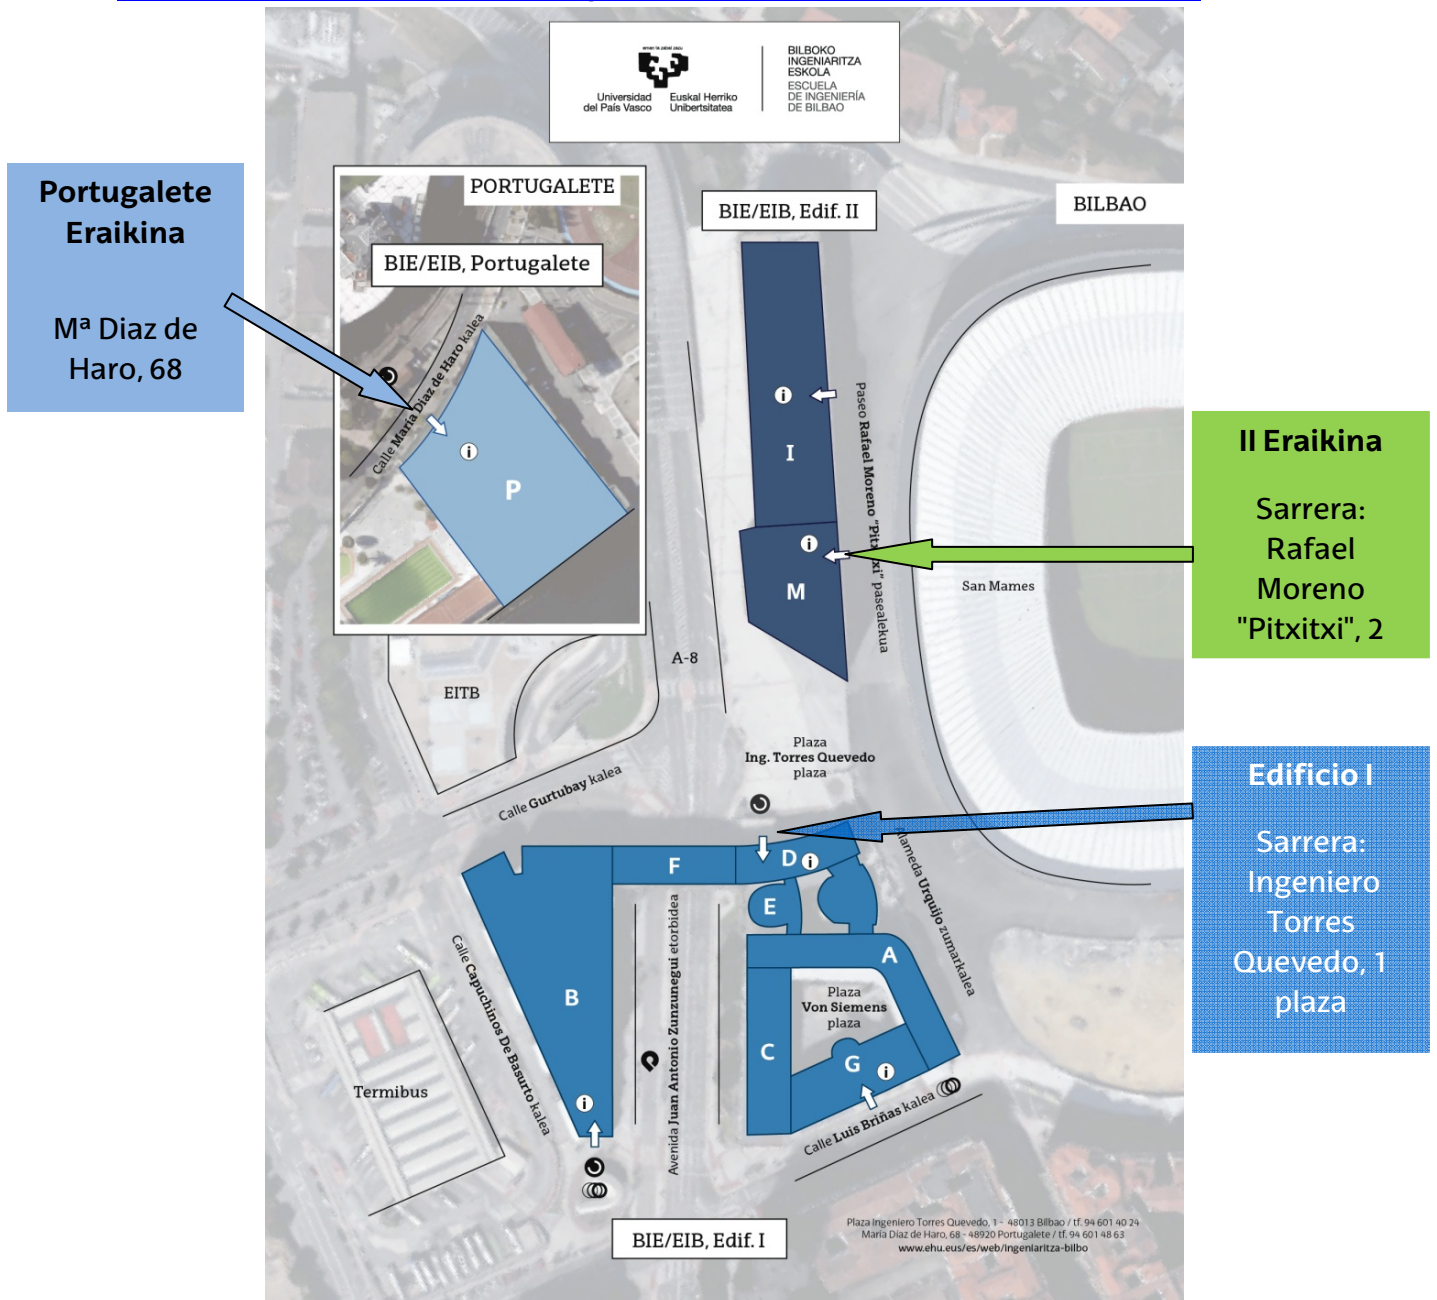 eman ta zabal zazu
Universidad
del País Vasco
Euskal Herriko
Unibertsitatea
BILBOKO
INGENIARITZA
ESKOLA
ESCUELA
DE INGENIERÍA
DE BILBAO
Portugalete
Eraikina
Mª Diaz de
Haro, 68
PORTUGALETE
BIE/EIB, Portugalete
Calle María Díaz de Haro kalea
i
P
BIE/EIB, Edif. II
BILBAO
i
I
Paseo Rafael Moreno "Pitxitxi" pasealekua
i
M
San Mames
II Eraikina
Sarrera:
Rafael
Moreno
"Pitxitxi", 2
A-8
EITB
Calle Gurtubay kalea
Plaza
Ing. Torres Quevedo
plaza
Edificio I
Sarrera:
Ingeniero
Torres
Quevedo, 1
plaza
F
D
i
E
A
Alameda Urquijo zumarkalea
Calle Capuchinos De Basurto kalea
B
Avenida Juan Antonio Zunzunegui etorbidea
Plaza
Von Siemens
plaza
C
G
i
Calle Luis Briñas kalea
Termibus
i
BIE/EIB, Edif. I
Plaza Ingeniero Torres Quevedo, 1 - 48013 Bilbao / tf. 94 601 40 24
María Díaz de Haro, 68 - 48920 Portugalete / tf. 94 601 48 63
www.ehu.eus/es/web/ingeniaritza-bilbo